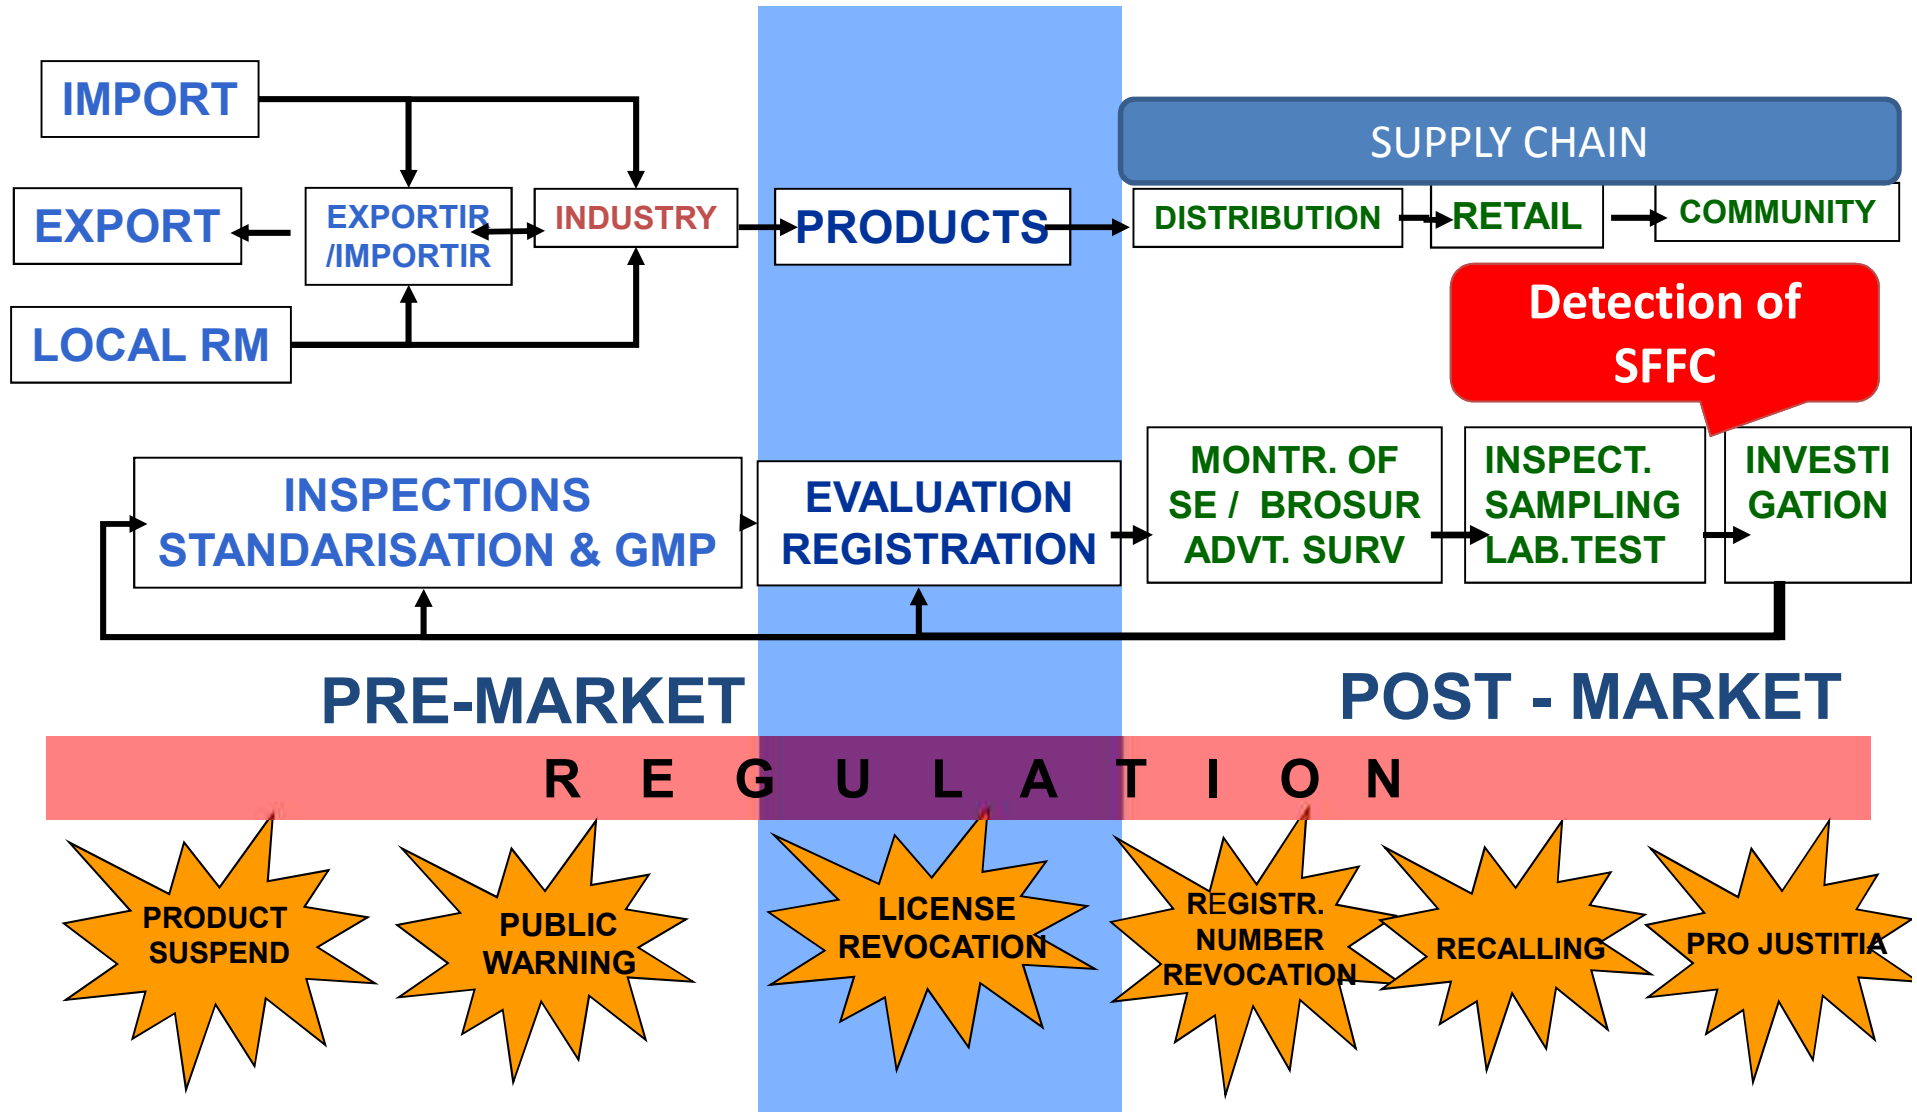 IMPORT
SUPPLY CHAIN
EXPORT
EXPORTIR
/IMPORTIR
INDUSTRY
PRODUCTS
DISTRIBUTION
RETAIL
COMMUNITY
LOCAL RM
Detection of
SFFC
INSPECTIONS
STANDARISATION & GMP
EVALUATION
REGISTRATION
MONTR. OF
SE / BROSUR
ADVT. SURV
INSPECT.
SAMPLING
LAB.TEST
INVESTI
GATION
PRE-MARKET
POST - MARKET
R E G U L A T I O N
PRODUCT
SUSPEND
PUBLIC
WARNING
LICENSE
REVOCATION
REGISTR.
NUMBER
REVOCATION
RECALLING
PRO JUSTITIA